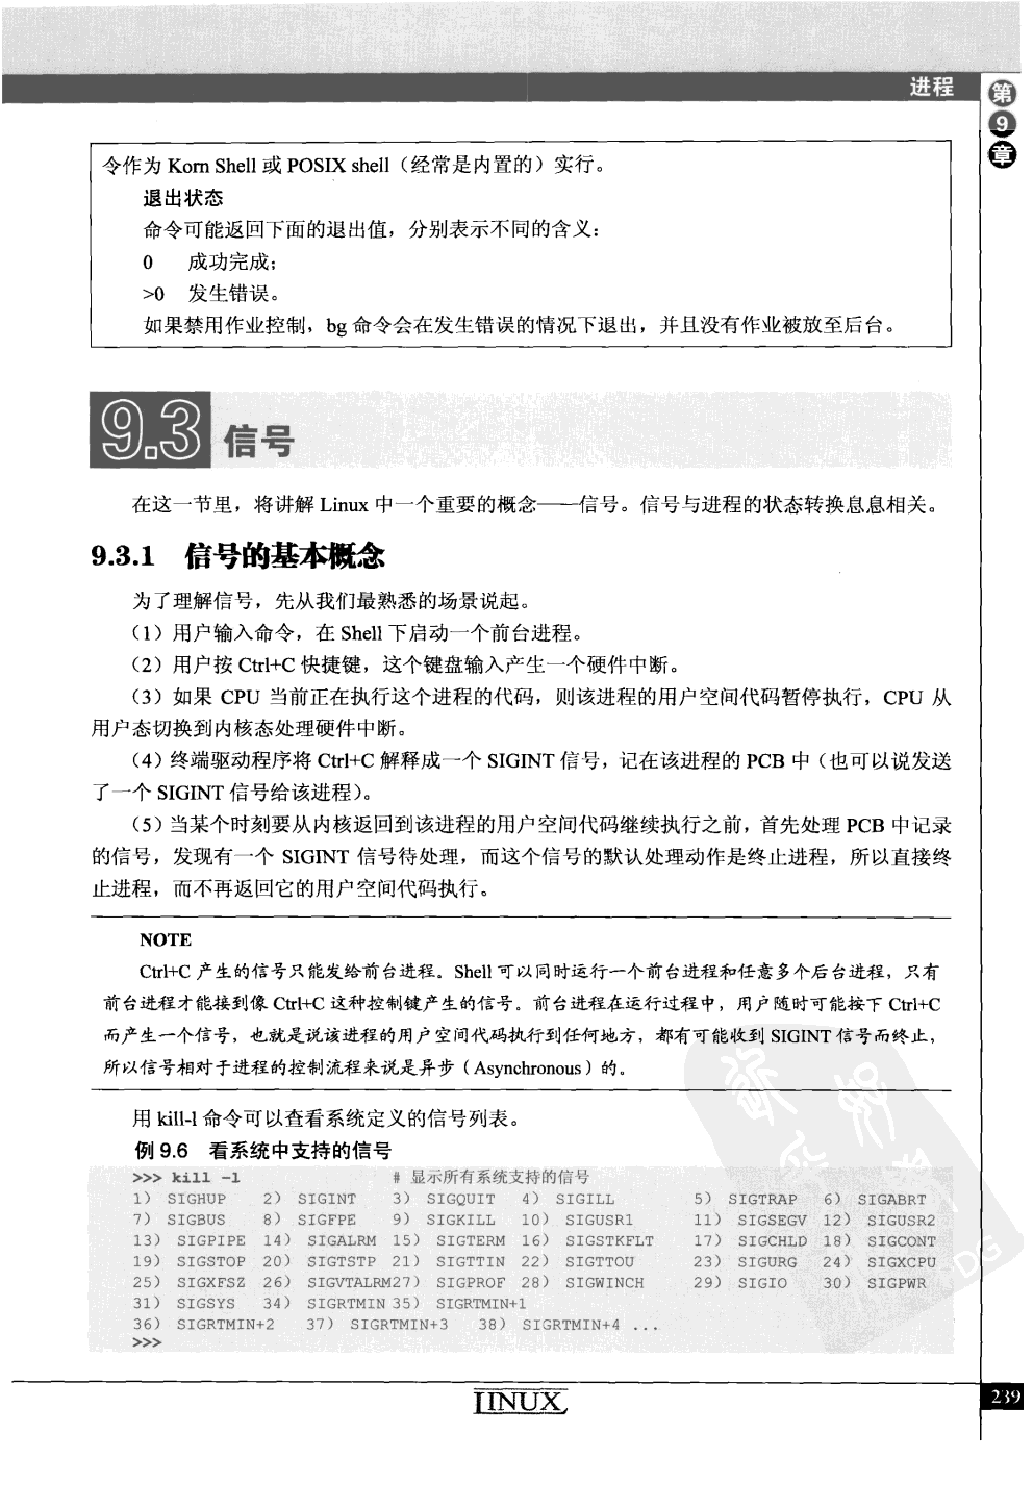 进程
第9章
令作为 Korn Shell 或 POSIX shell（经常是内置的）实行。
退出状态
命令可能返回下面的退出值，分别表示不同的含义：
0 成功完成；
>0 发生错误。
如果禁用作业控制，bg 命令会在发生错误的情况下退出，并且没有作业被放至后台。
9.3 信号
在这一节里，将讲解 Linux 中一个重要的概念——信号。信号与进程的状态转换息息相关。
9.3.1 信号的基本概念
为了理解信号，先从我们最熟悉的场景说起。
（1）用户输入命令，在 Shell 下启动一个前台进程。
（2）用户按 Ctrl+C 快捷键，这个键盘输入产生一个硬件中断。
（3）如果 CPU 当前正在执行这个进程的代码，则该进程的用户空间代码暂停执行，CPU 从
用户态切换到内核态处理硬件中断。
（4）终端驱动程序将 Ctrl+C 解释成一个 SIGINT 信号，记在该进程的 PCB 中（也可以说发送
了一个 SIGINT 信号给该进程）。
（5）当某个时刻要从内核返回到该进程的用户空间代码继续执行之前，首先处理 PCB 中记录
的信号，发现有一个 SIGINT 信号待处理，而这个信号的默认处理动作是终止进程，所以直接终
止进程，而不再返回它的用户空间代码执行。
NOTE
Ctrl+C 产生的信号只能发给前台进程。Shell 可以同时运行一个前台进程和任意多个后台进程，只有
前台进程才能接到像 Ctrl+C 这种控制键产生的信号。前台进程在运行过程中，用户随时可能按下 Ctrl+C
而产生一个信号，也就是说该进程的用户空间代码执行到任何地方，都有可能收到 SIGINT 信号而终止，
所以信号相对于进程的控制流程来说是异步（Asynchronous）的。
用 kill-l 命令可以查看系统定义的信号列表。
例 9.6 看系统中支持的信号
>>> kill -l # 显示所有系统支持的信号
1) SIGHUP 2) SIGINT 3) SIGQUIT 4) SIGILL 5) SIGTRAP 6) SIGABRT
7) SIGBUS 8) SIGFPE 9) SIGKILL 10) SIGUSR1 11) SIGSEGV 12) SIGUSR2
13) SIGPIPE 14) SIGALRM 15) SIGTERM 16) SIGSTKFLT 17) SIGCHLD 18) SIGCONT
19) SIGSTOP 20) SIGTSTP 21) SIGTTIN 22) SIGTTOU 23) SIGURG 24) SIGXCPU
25) SIGXFSZ 26) SIGVTALRM27) SIGPROF 28) SIGWINCH 29) SIGIO 30) SIGPWR
31) SIGSYS 34) SIGRTMIN 35) SIGRTMIN+1
36) SIGRTMIN+2 37) SIGRTMIN+3 38) SIGRTMIN+4 ...
>>>
LINUX
239